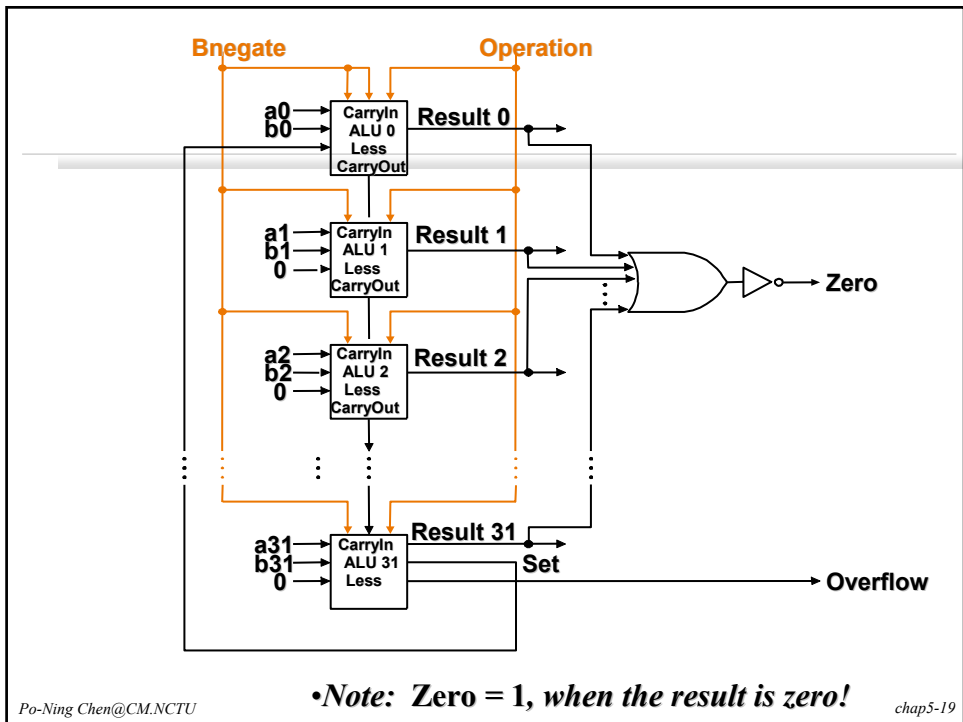 Bnegate Operation
a0 CarryIn Result 0
b0 ALU 0
Less
CarryOut
a1 CarryIn Result 1
b1 ALU 1
0 Less
CarryOut
Zero
a2 CarryIn Result 2
b2 ALU 2
0 Less
CarryOut
a31 CarryIn Result 31
b31 ALU 31 Set
0 Less Overflow
•Note: Zero = 1, when the result is zero!
Po-Ning Chen@CM.NCTU chap5-19